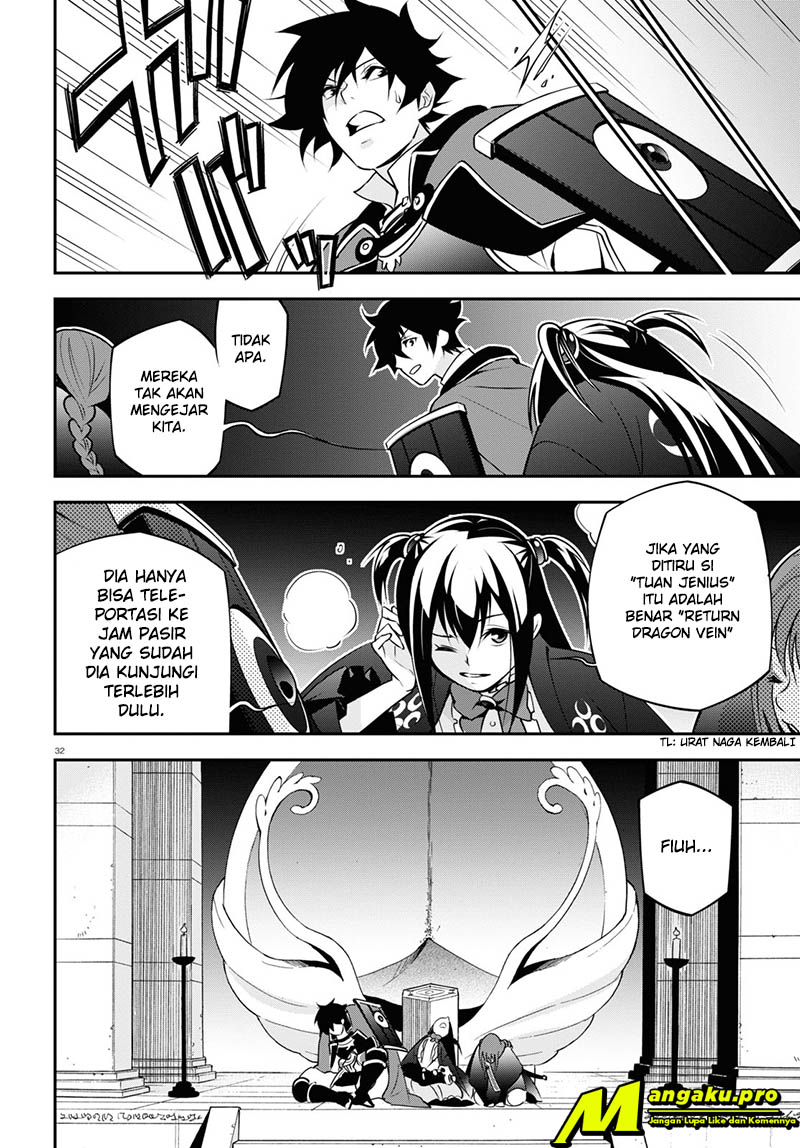 TIDAK
APA.
MEREKA
TAK AKAN
MENGEJAR
KITA.
JIKA YANG
DITIRU SI
"TUAN JENIUS"
ITU ADALAH
BENAR "RETURN
DRAGON VEIN"
TL: URAT NAGA KEMBALI
DIA HANYA
BISA TELE-
PORTASI KE
JAM PASIR
YANG SUDAH
DIA KUNJUNGI
TERLEBIH
DULU.
32
FIUH...
Mangaku.pro
Jangan Lupa Like dan Komennya